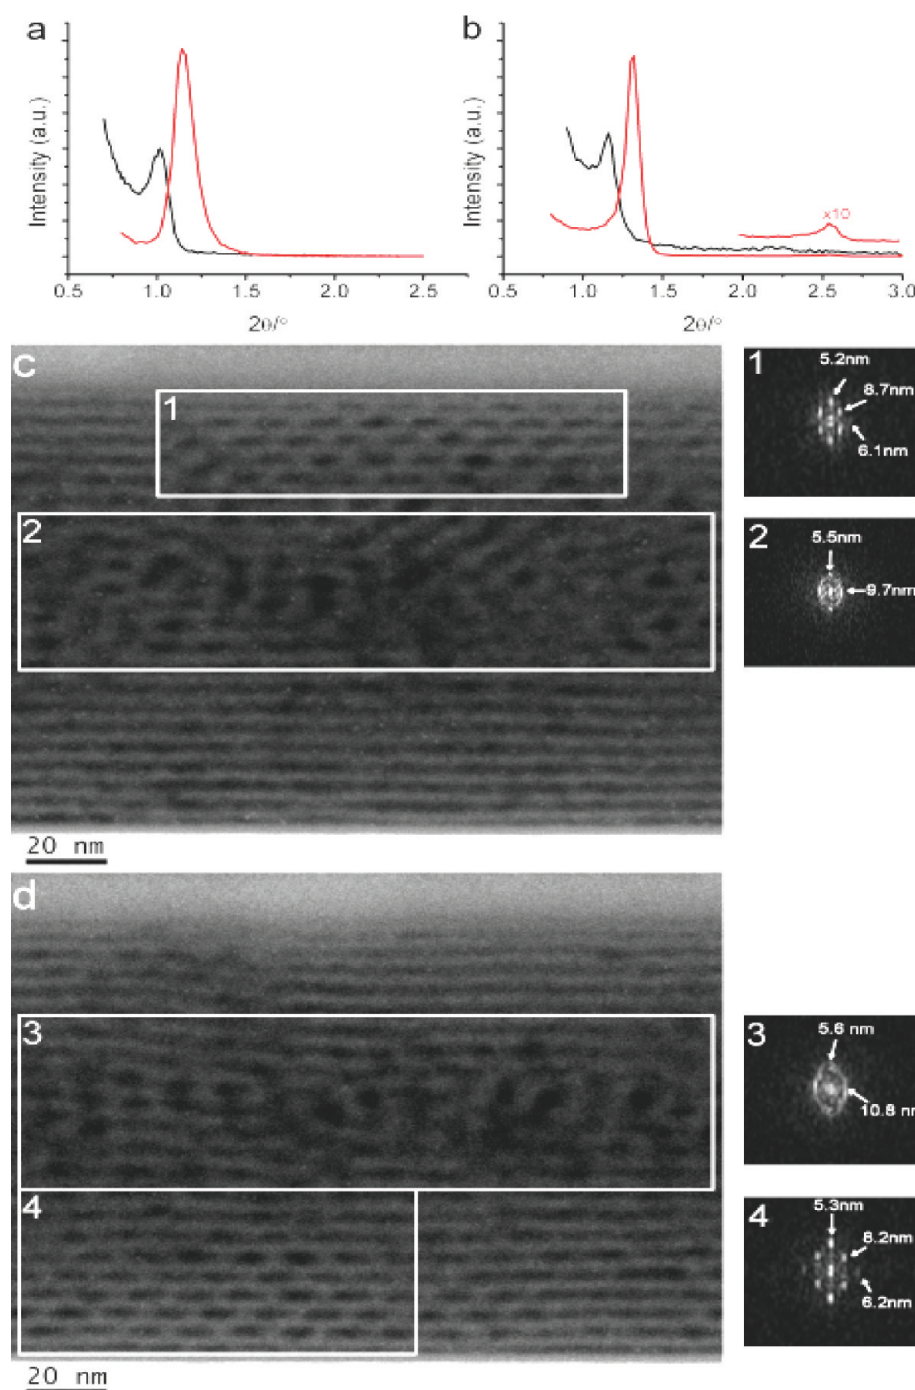 a
Intensity (a.u.)
0.5 1.0 1.5 2.0 2.5
2θ/°
b
Intensity (a.u.)
x10
0.5 1.0 1.5 2.0 2.5 3.0
2θ/°
c
1
2
20 nm
1
5.2nm
8.7nm
6.1nm
2
5.5nm
9.7nm
d
3
4
20 nm
3
5.6 nm
10.8 n
4
5.3nm
8.2nm
6.2nm